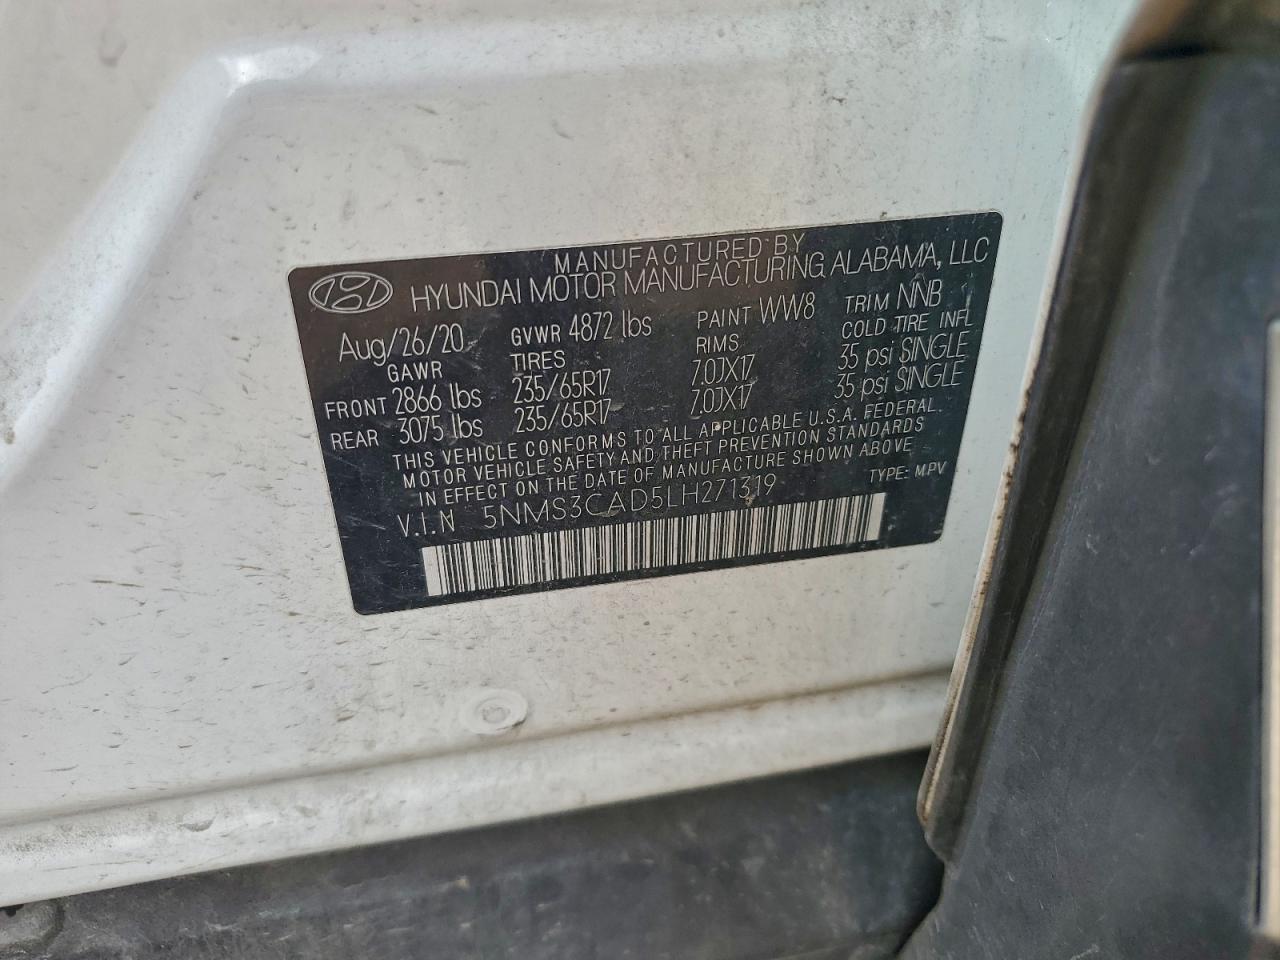 MANUFACTURED BY
HYUNDAI MOTOR MANUFACTURING ALABAMA, LLC
Aug/26/20 GVWR 4872 lbs PAINT WW8 TRIM NNB
GAWR TIRES RIMS COLD TIRE INFL
FRONT 2866 lbs 235/65R17 7.0JX17 35 psi SINGLE
REAR 3075 lbs 235/65R17 7.0JX17 35 psi SINGLE
THIS VEHICLE CONFORMS TO ALL APPLICABLE U.S.A. FEDERAL
MOTOR VEHICLE SAFETY AND THEFT PREVENTION STANDARDS
IN EFFECT ON THE DATE OF MANUFACTURE SHOWN ABOVE
V.I.N 5NMS3CAD5LH271319 TYPE: MPV